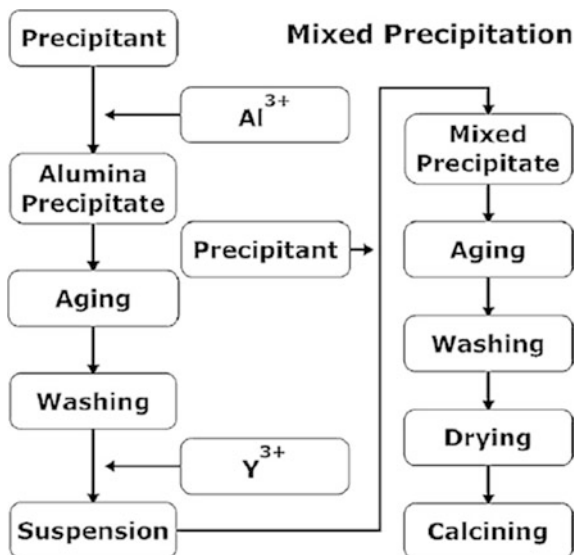 Mixed Precipitation
Precipitant
Al3+
Alumina
Precipitate
Aging
Washing
Y3+
Suspension
Precipitant
Mixed
Precipitate
Aging
Washing
Drying
Calcining